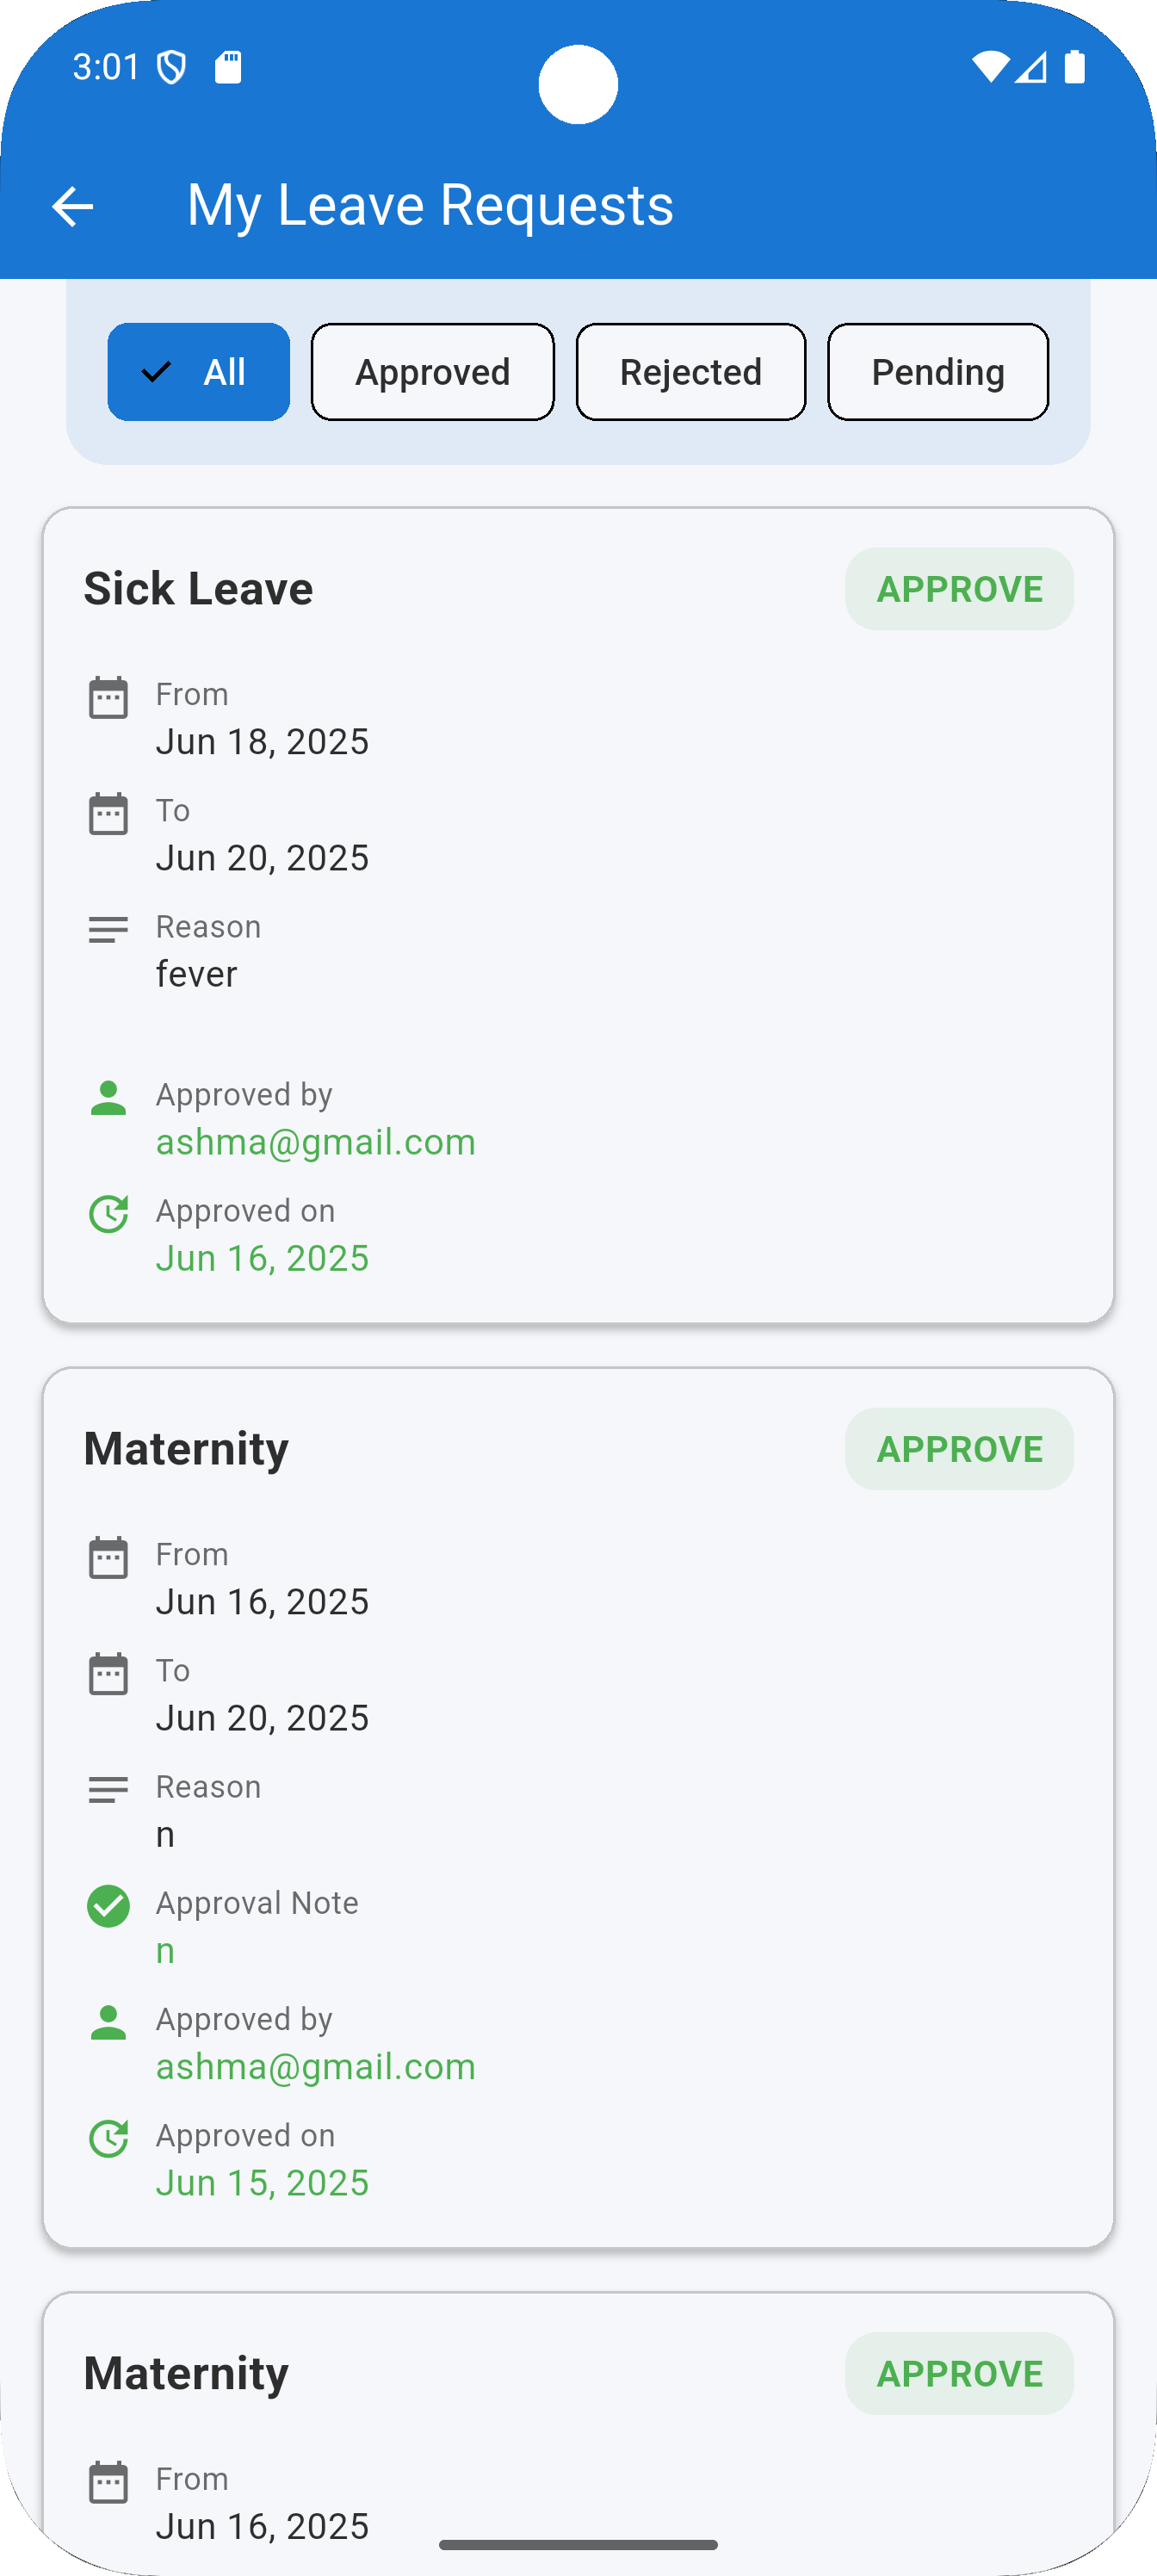 3:01
My Leave Requests
All
Approved
Rejected
Pending
Sick Leave
APPROVE
From
Jun 18, 2025
To
Jun 20, 2025
Reason
fever
Approved by
ashma@gmail.com
Approved on
Jun 16, 2025
Maternity
APPROVE
From
Jun 16, 2025
To
Jun 20, 2025
Reason
n
Approval Note
n
Approved by
ashma@gmail.com
Approved on
Jun 15, 2025
Maternity
APPROVE
From
Jun 16, 2025